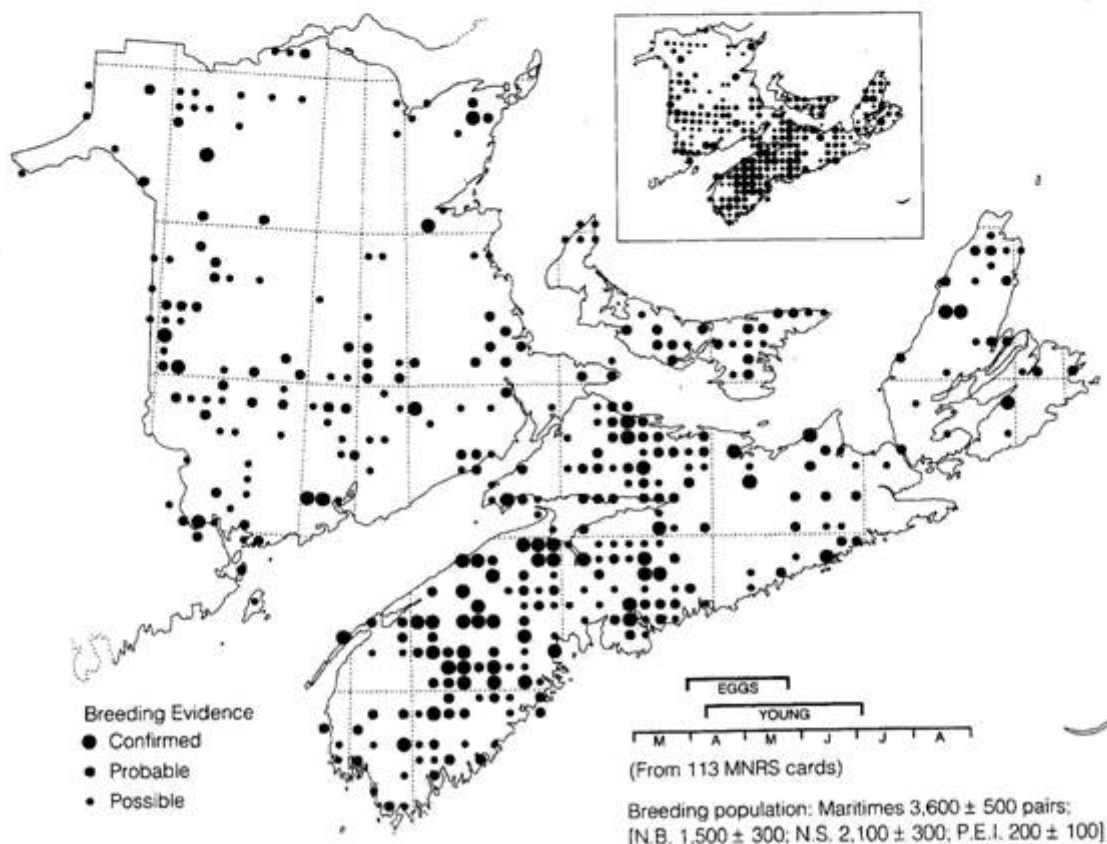 Breeding Evidence
Confirmed
Probable
Possible
EGGS
YOUNG
M A M J J A
(From 113 MNRS cards)
Breeding population: Maritimes 3,600 ± 500 pairs;
[N.B. 1,500 ± 300; N.S. 2,100 ± 300; P.E.I. 200 ± 100]